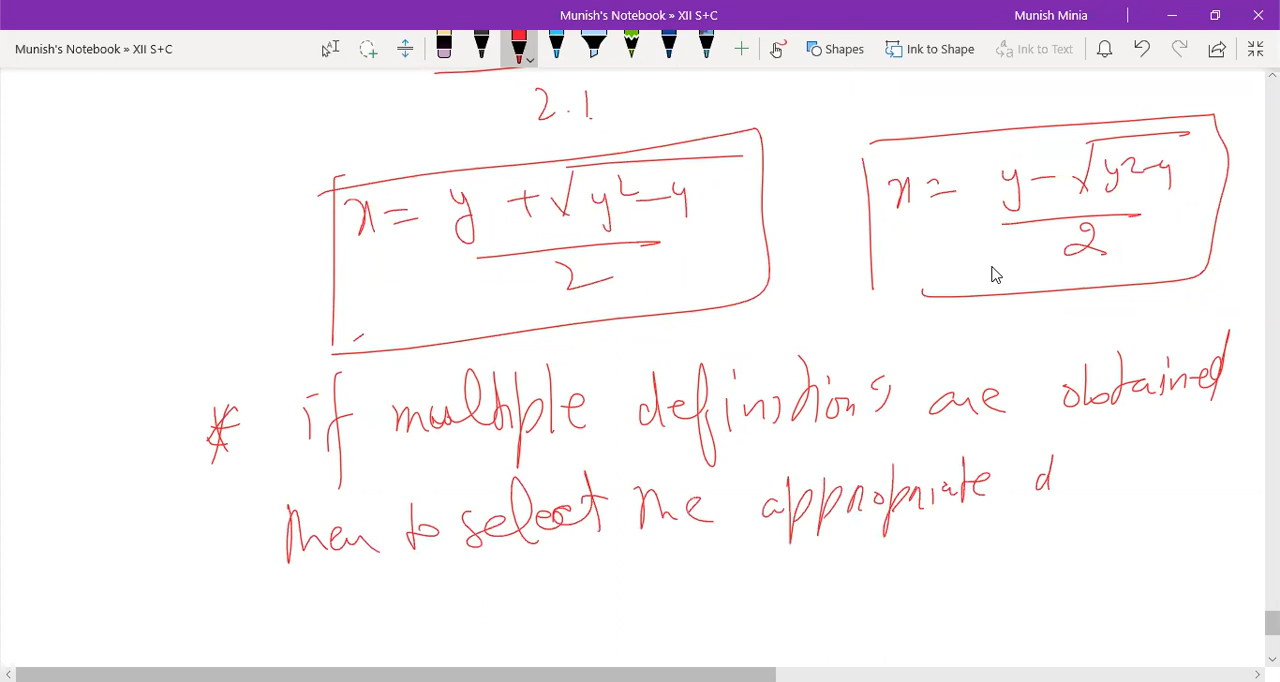 Munish's Notebook » XII S+C
Munish Minia
Munish's Notebook » XII S+C
Shapes
Ink to Shape
Ink to Text
2.1
x = y + √y²-4 / 2
x = y - √y²-4 / 2
* if multiple definitions are obtained
then to select the appropriate d